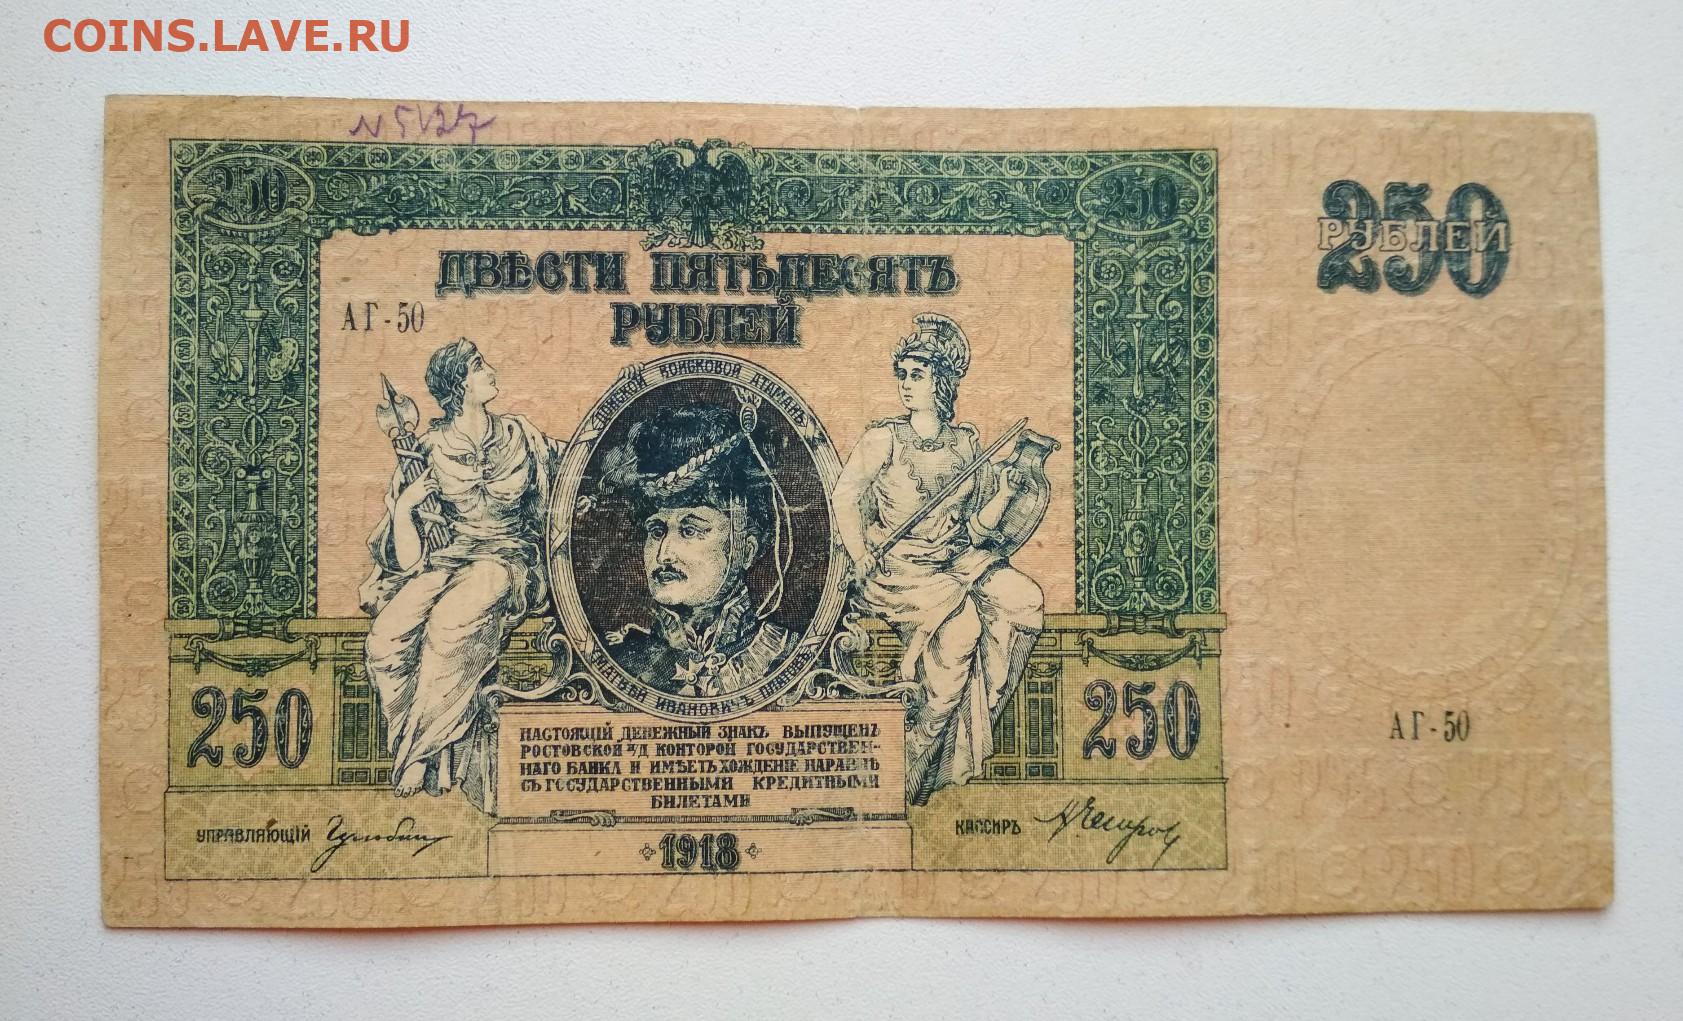 COINS.LAVE.RU
250 250
ДВѢСТИ ПЯТЬДЕСЯТЪ
РУБЛЕЙ
250
РУБЛЕЙ
АГ-50
ДОНСКОЙ ВОЙСКОВОЙ АТАМАНЪ
МАТВѢЙ ИВАНОВИЧЪ ПЛАТОВЪ
250 250
АГ-50
НАСТОЯЩІЙ ДЕНЕЖНЫЙ ЗНАКЪ ВЫПУЩЕНЪ
РОСТОВСКОЙ Н/Д КОНТОРОЮ ГОСУДАРСТВЕН-
НАГО БАНКА И ИМѢЕТЪ ХОЖДЕНІЕ НАРАВНѢ
СЪ ГОСУДАРСТВЕННЫМИ КРЕДИТНЫМИ
БИЛЕТАМИ
УПРАВЛЯЮЩІЙ
КАССИРЪ
1918